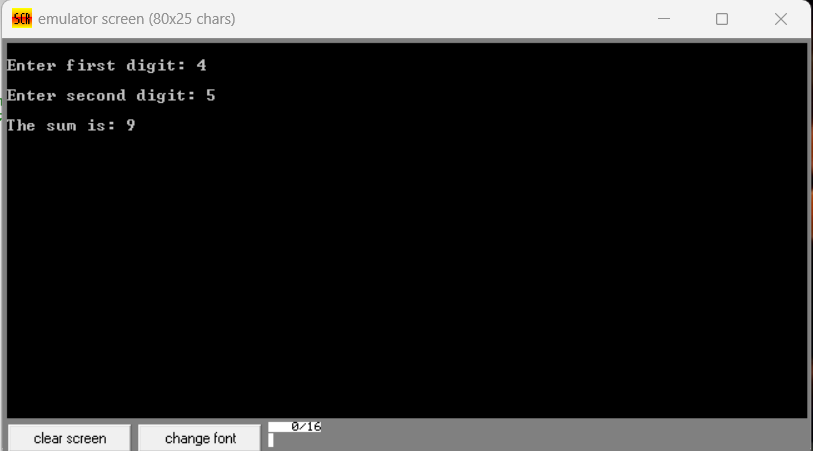 SCR emulator screen (80x25 chars)
Enter first digit: 4
Enter second digit: 5
The sum is: 9
clear screen change font 0/16